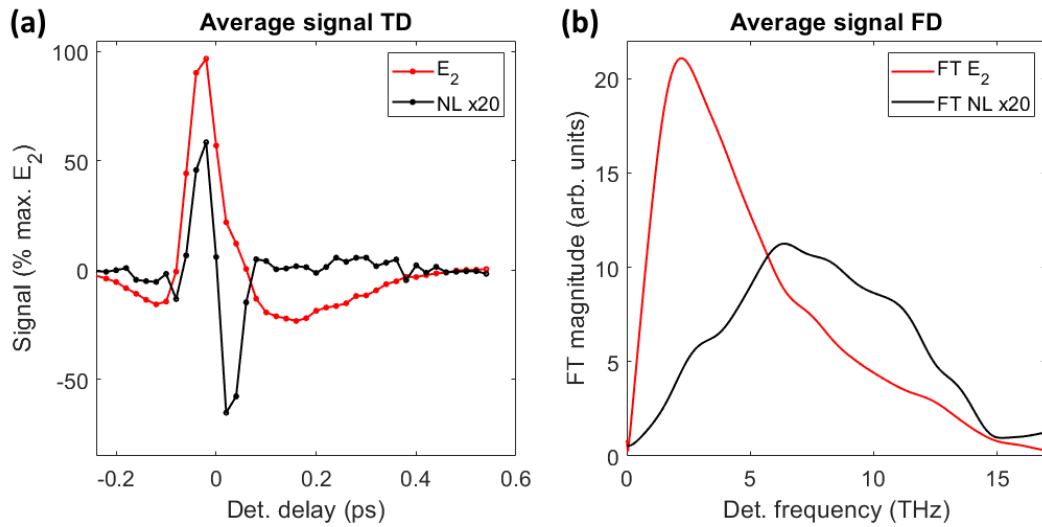 (a)
Average signal TD
100
50
0
-50
-0.2
0
0.2
0.4
0.6
Signal (% max. E₂)
Det. delay (ps)
E₂
NL x20
(b)
Average signal FD
20
15
10
5
0
0
5
10
15
FT magnitude (arb. units)
Det. frequency (THz)
FT E₂
FT NL x20